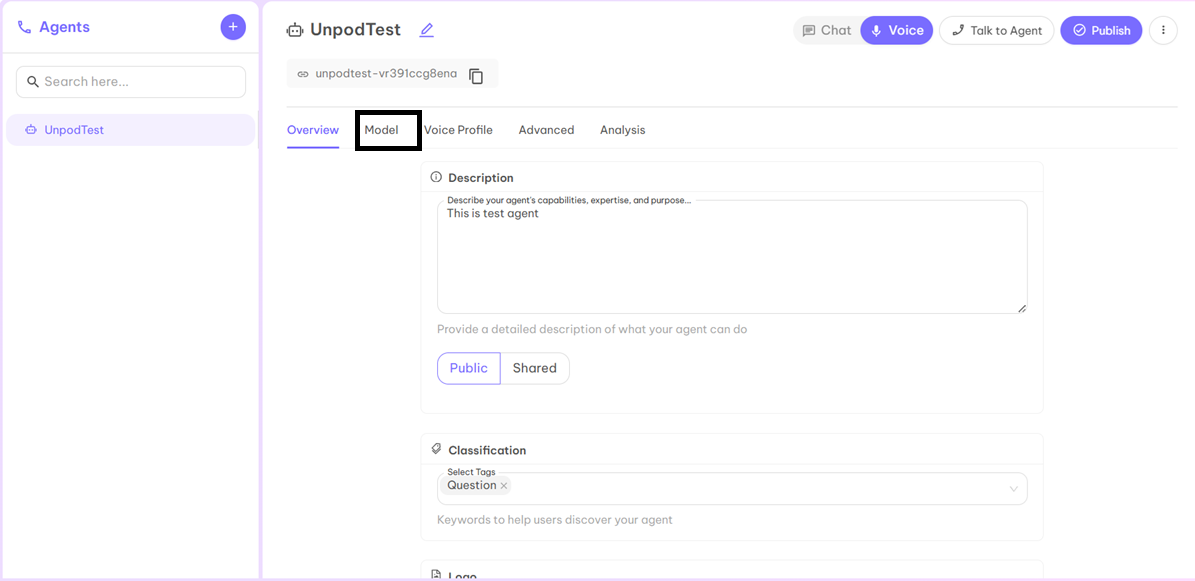 Agents
+
Search here...
UnpodTest
UnpodTest
Chat
Voice
Talk to Agent
Publish
unpodtest-vr391ccg8ena
Overview
Model
Voice Profile
Advanced
Analysis
Description
Describe your agent's capabilities, expertise, and purpose...
This is test agent
Provide a detailed description of what your agent can do
Public
Shared
Classification
Select Tags
Question ×
Keywords to help users discover your agent
Logo